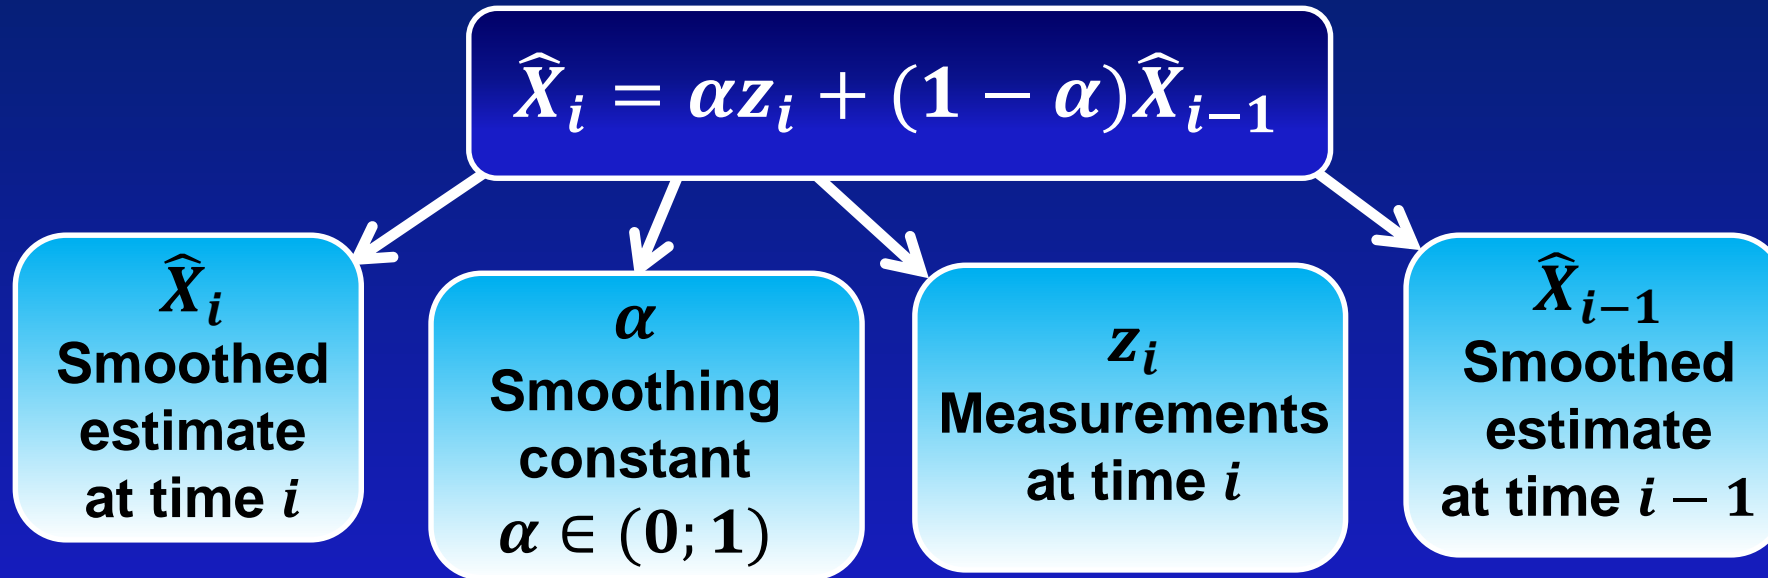 X̂ᵢ = αzᵢ + (1 − α)X̂ᵢ₋₁
X̂ᵢ
Smoothed
estimate
at time i
α
Smoothing
constant
α ∈ (0; 1)
zᵢ
Measurements
at time i
X̂ᵢ₋₁
Smoothed
estimate
at time i − 1